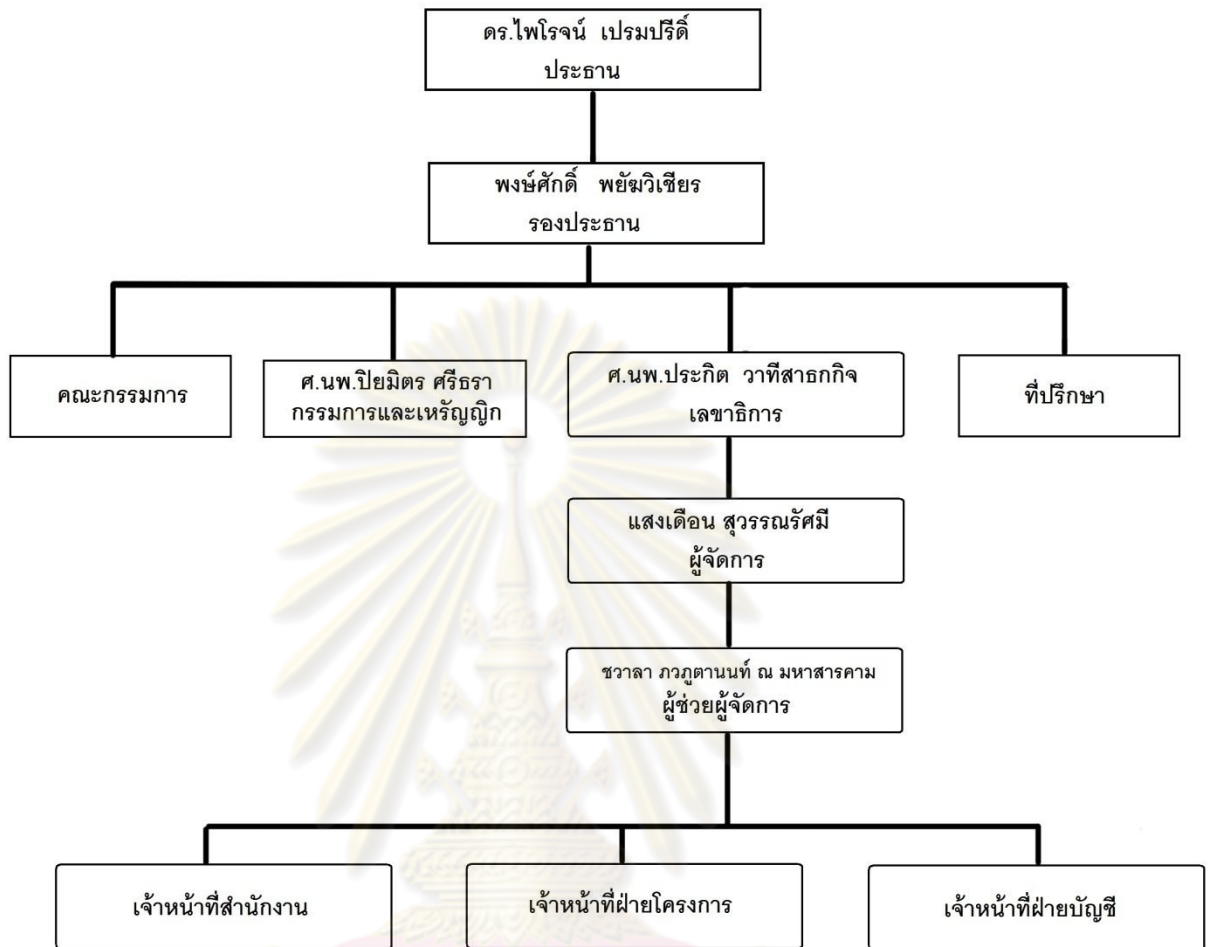 ดร.ไพโรจน์ เปรมปรีดิ์
ประธาน
พงษ์ศักดิ์ พยัฆวิเชียร
รองประธาน
คณะกรรมการ
ศ.นพ.ปิยมิตร ศรีธรา
กรรมการและเหรัญญิก
ศ.นพ.ประกิต วาทีสาธกกิจ
เลขาธิการ
ที่ปรึกษา
แสงเดือน สุวรรณรัศมี
ผู้จัดการ
ชวาลา ภวภูตานนท์ ณ มหาสารคาม
ผู้ช่วยผู้จัดการ
เจ้าหน้าที่สำนักงาน
เจ้าหน้าที่ฝ่ายโครงการ
เจ้าหน้าที่ฝ่ายบัญชี